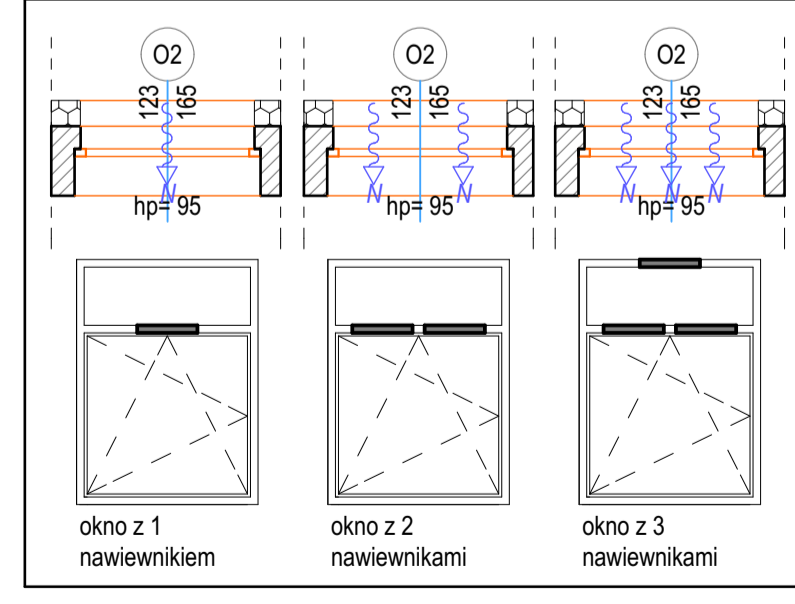 O2
123
165
N
hp= 95
okno z 1
nawiewnikiem
O2
123
165
N
N
hp= 95
okno z 2
nawiewnikami
O2
123
165
N
N
N
hp= 95
okno z 3
nawiewnikami